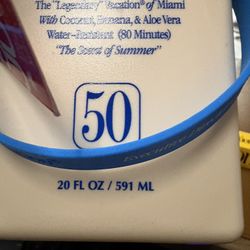 The "Legendary" Vacation® of Miami
With Coconut, Banana, & Aloe Vera
Water-Resistant (80 Minutes)
"The Scent of Summer"
50
20 FL OZ / 591 ML